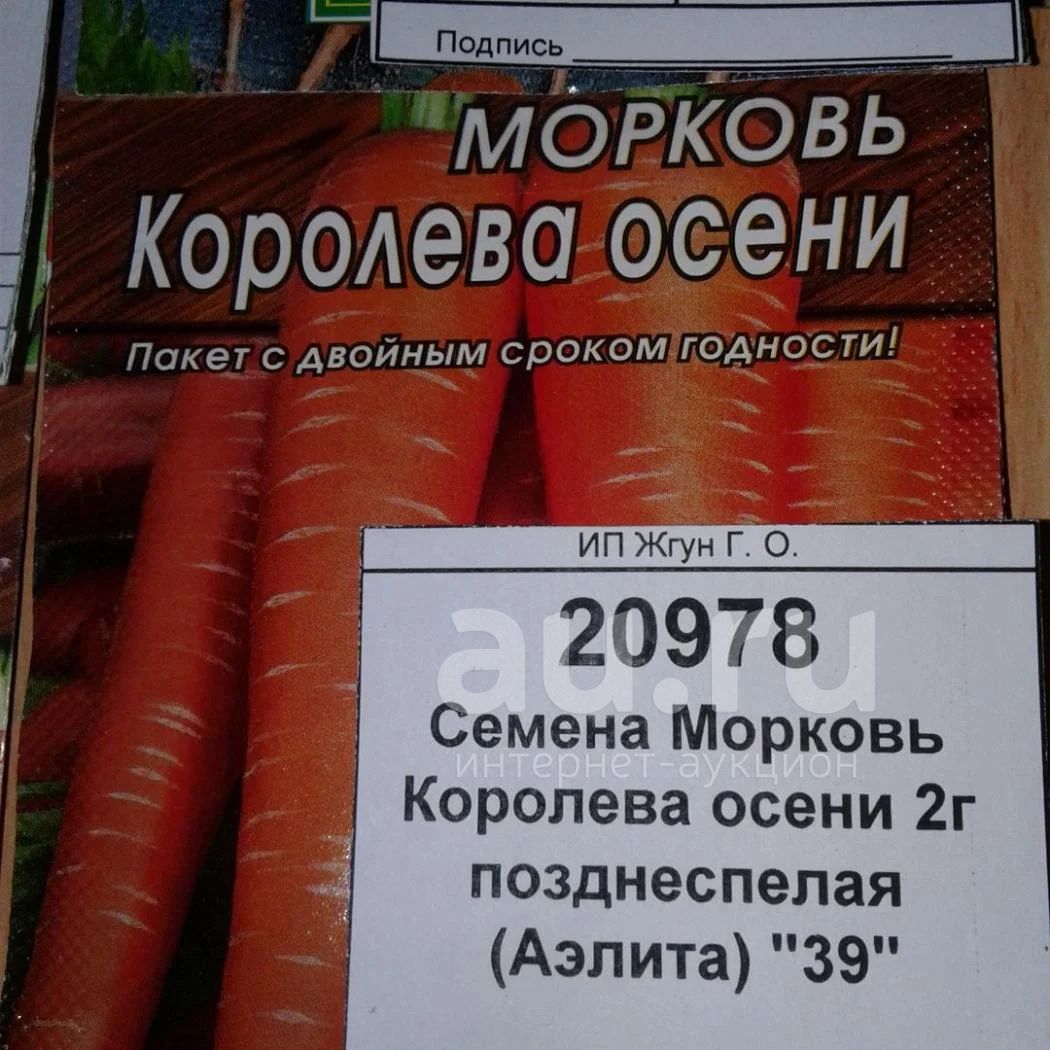 Подпись
МОРКОВЬ
Королева осени
Пакет с двойным сроком годности!
ИП Жгун Г. О.
20978
au.ru
Семена Морковь
интернет-аукцион
Королева осени 2г
позднеспелая
(Аэлита) "39"